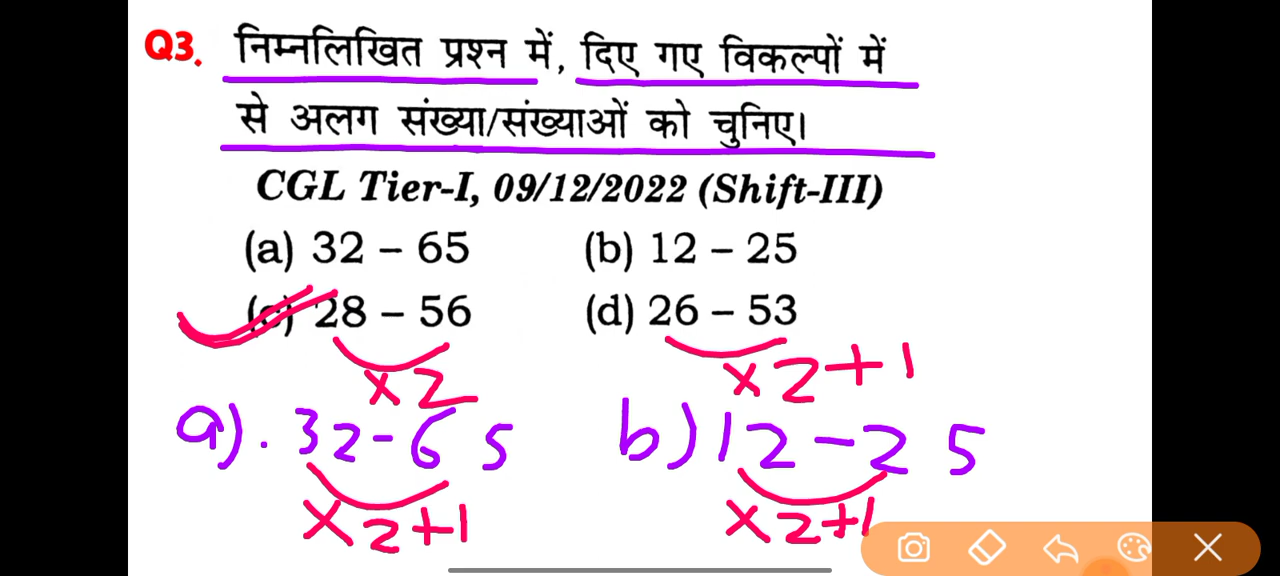 Q3. निम्नलिखित प्रश्न में, दिए गए विकल्पों में
से अलग संख्या/संख्याओं को चुनिए।
CGL Tier-I, 09/12/2022 (Shift-III)
(a) 32 – 65 (b) 12 – 25
(c) 28 – 56 (d) 26 – 53
×2 ×2+1
a). 32-65 b) 12-25
×2+1 ×2+1